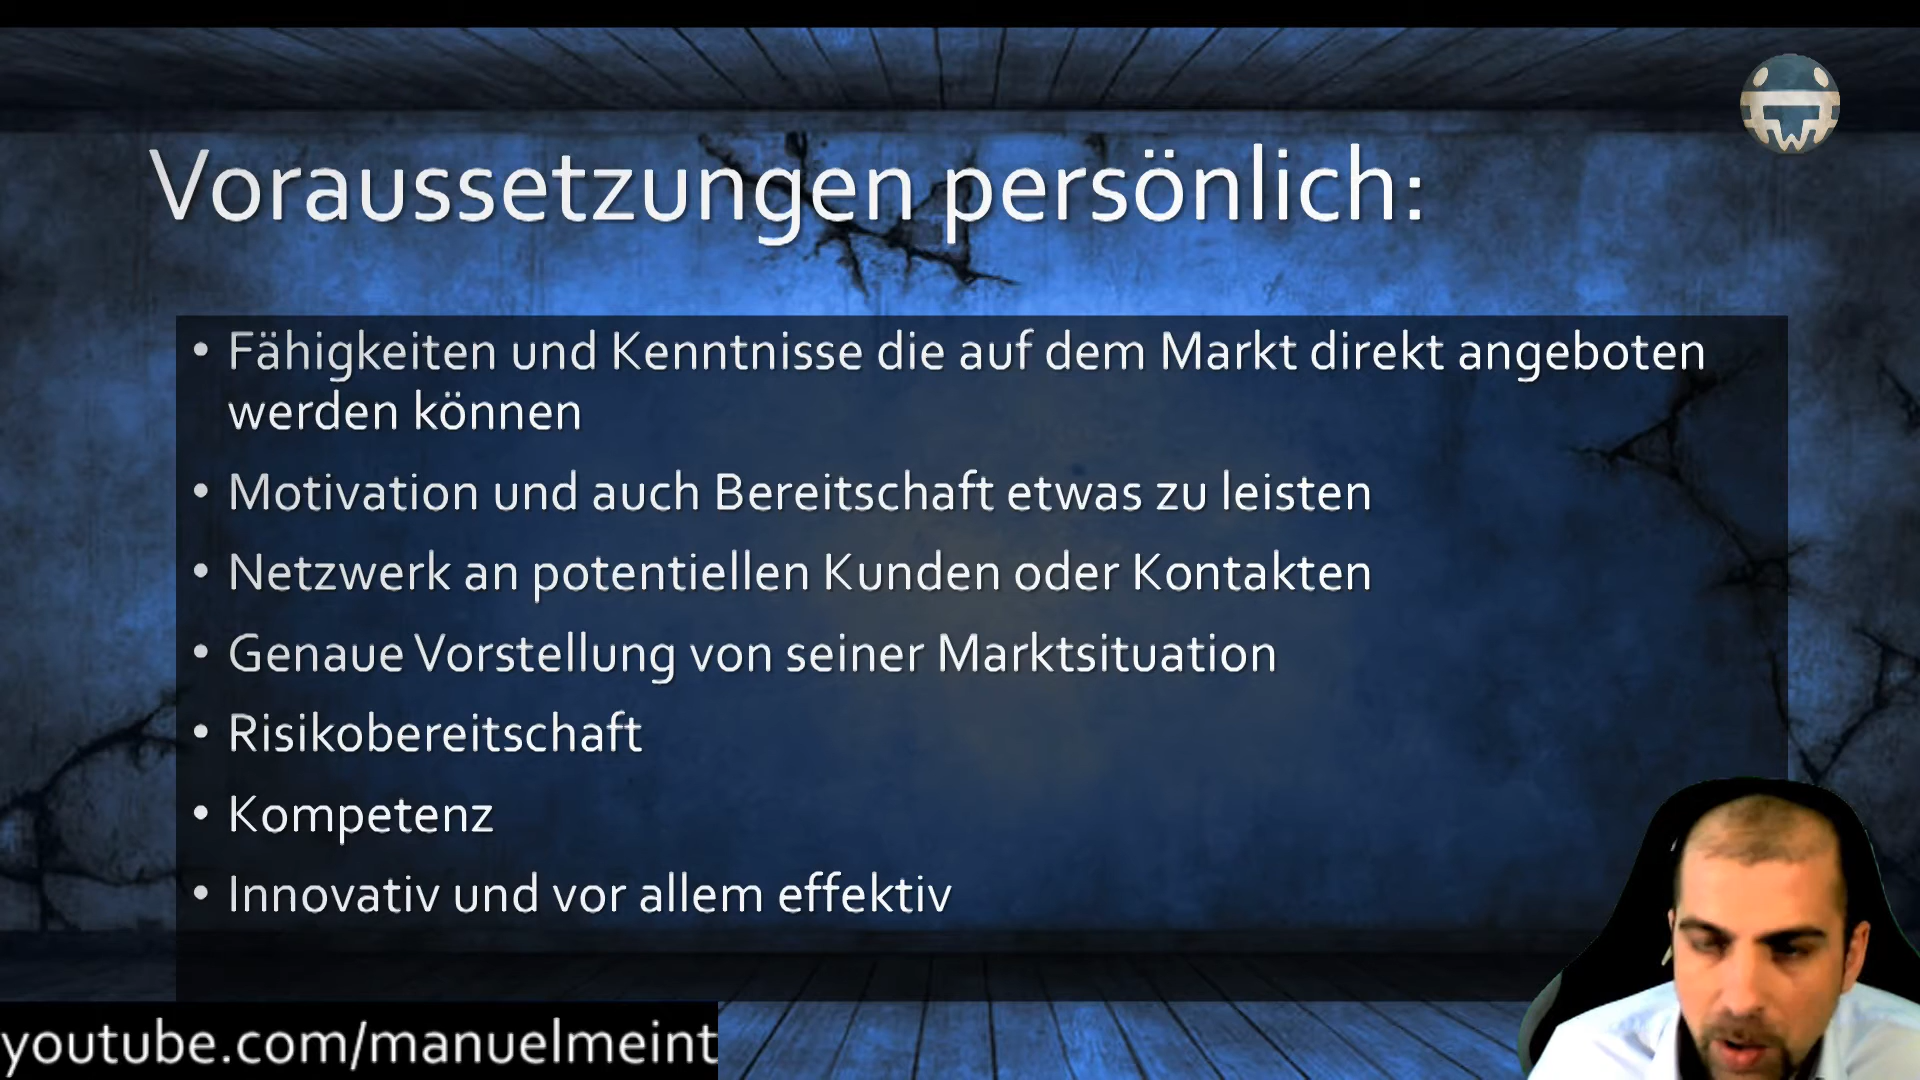 Voraussetzungen persönlich:
• Fähigkeiten und Kenntnisse die auf dem Markt direkt angeboten
werden können
• Motivation und auch Bereitschaft etwas zu leisten
• Netzwerk an potentiellen Kunden oder Kontakten
• Genaue Vorstellung von seiner Marktsituation
• Risikobereitschaft
• Kompetenz
• Innovativ und vor allem effektiv
youtube.com/manuelmeint